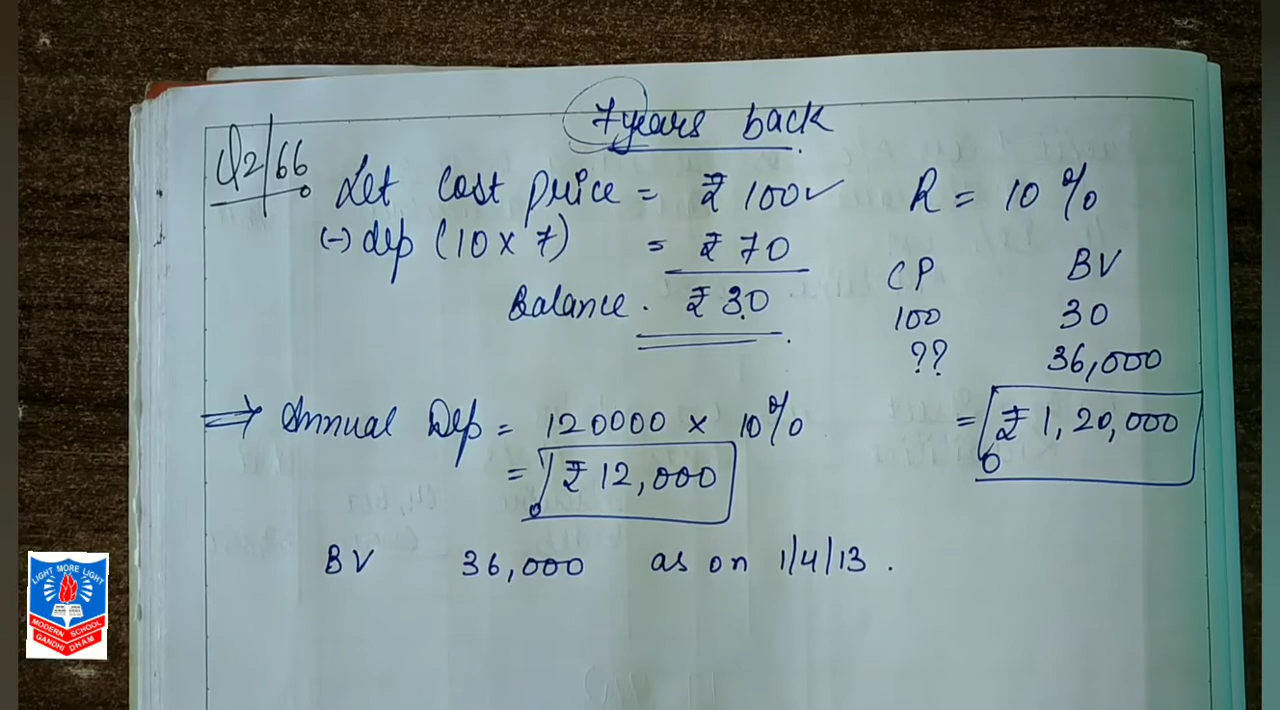 7 years back
Q2/66
Let Cost price = ₹ 100 ✓ R = 10 %
(-) dep (10 x 7) = ₹ 70
Balance. ₹ 30
CP BV
100 30
?? 36,000
= ₹ 1,20,000
⇒ Annual Dep = 120000 x 10%
= ₹ 12,000
BV 36,000 as on 1/4/13.
LIGHT MORE LIGHT
MODERN SCHOOL
GANDHIDHAM